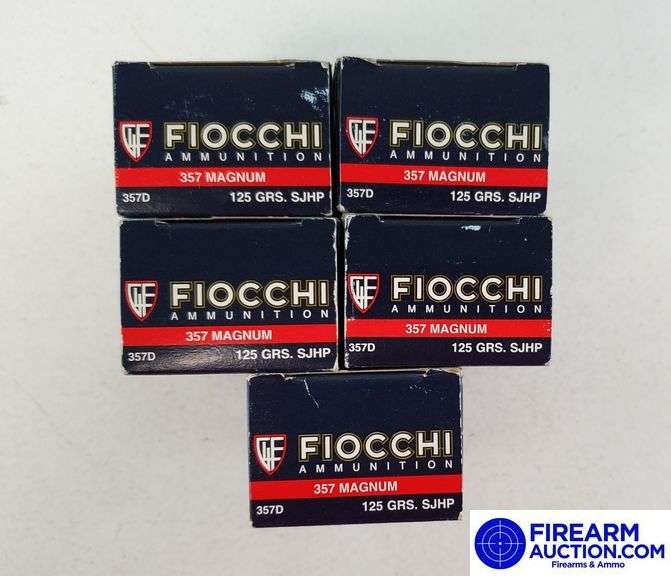 FIOCCHI
AMMUNITION
357 MAGNUM
357D 125 GRS. SJHP
FIOCCHI
AMMUNITION
357 MAGNUM
357D 125 GRS. SJHP
FIOCCHI
AMMUNITION
357 MAGNUM
357D 125 GRS. SJHP
FIOCCHI
AMMUNITION
357 MAGNUM
357D 125 GRS. SJHP
FIOCCHI
AMMUNITION
357 MAGNUM
357D 125 GRS. SJHP
FIREARM
AUCTION.COM
Firearms & Ammo